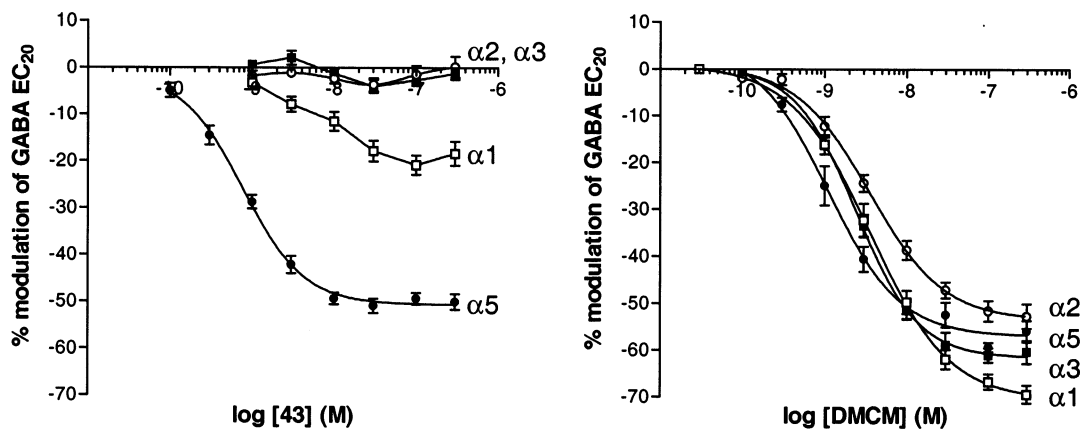 10
0
-10
-20
-30
-40
-50
-60
-70
% modulation of GABA EC20
-10 -8 -7 -6
α2, α3
α1
α5
log [43] (M)
10
0
-10
-20
-30
-40
-50
-60
-70
% modulation of GABA EC20
-10 -9 -8 -7 -6
α2
α5
α3
α1
log [DMCM] (M)